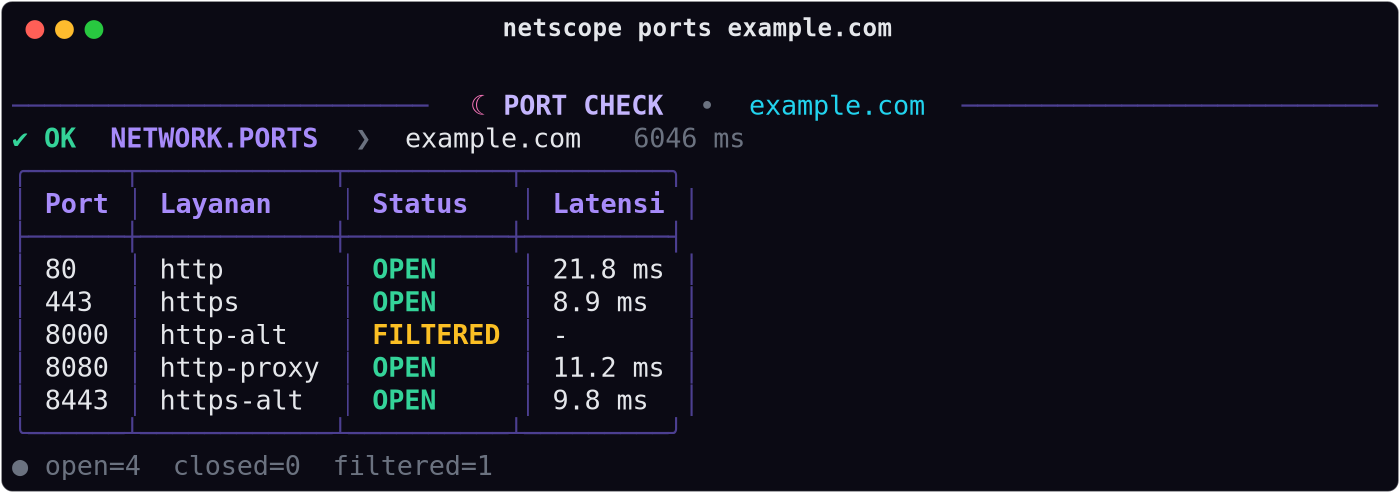 netscope ports example.com
☾ PORT CHECK • example.com
✔ OK NETWORK.PORTS ❯ example.com 6046 ms
Port Layanan Status Latensi
80 http OPEN 21.8 ms
443 https OPEN 8.9 ms
8000 http-alt FILTERED -
8080 http-proxy OPEN 11.2 ms
8443 https-alt OPEN 9.8 ms
● open=4 closed=0 filtered=1